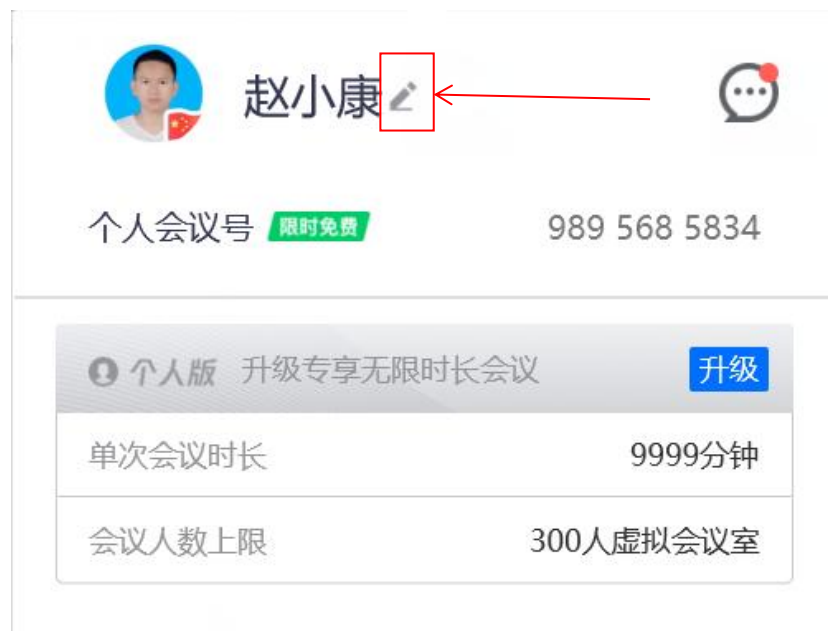 赵小康
个人会议号 限时免费 989 568 5834
个人版 升级专享无限时长会议 升级
单次会议时长 9999分钟
会议人数上限 300人虚拟会议室